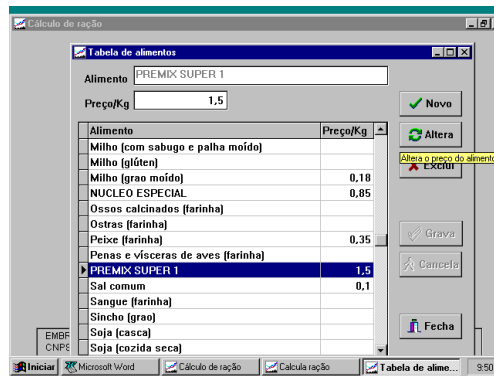 Cálculo de ração
Tabela de alimentos
Alimento PREMIX SUPER 1
Preço/Kg 1,5
Novo
Altera
Altera o preço do alimento
Exclui
Grava
Cancela
Fecha
Alimento Preço/Kg
Milho (com sabugo e palha moído)
Milho (glúten)
Milho (grao moído) 0,18
NUCLEO ESPECIAL 0,85
Ossos calcinados (farinha)
Ostras (farinha)
Peixe (farinha) 0,35
Penas e vísceras de aves (farinha)
PREMIX SUPER 1 1,5
Sal comum 0,1
Sangue (farinha)
Sincho (grao)
Soja (casca)
Soja (cozida seca)
EMBR
CNPS
Iniciar Microsoft Word Cálculo de ração Calcula ração Tabela de alime... 9:50